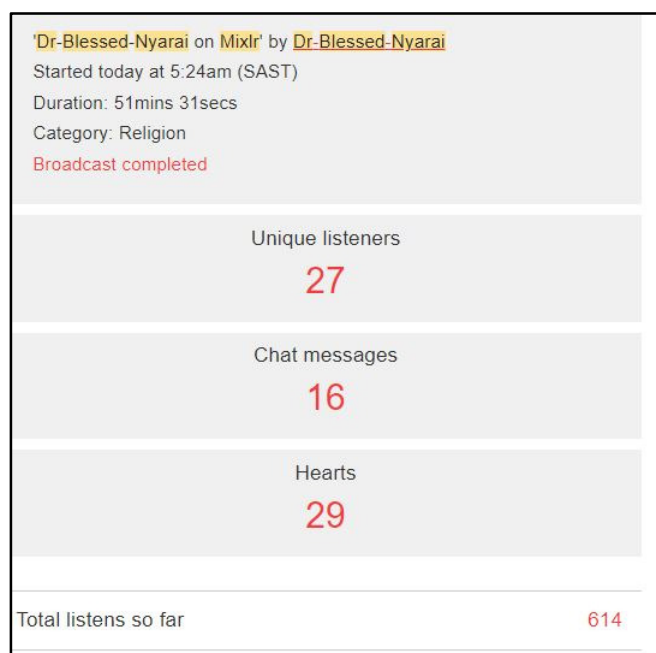 'Dr-Blessed-Nyarai on Mixlr' by Dr-Blessed-Nyarai
Started today at 5:24am (SAST)
Duration: 51mins 31secs
Category: Religion
Broadcast completed
Unique listeners
27
Chat messages
16
Hearts
29
Total listens so far 614